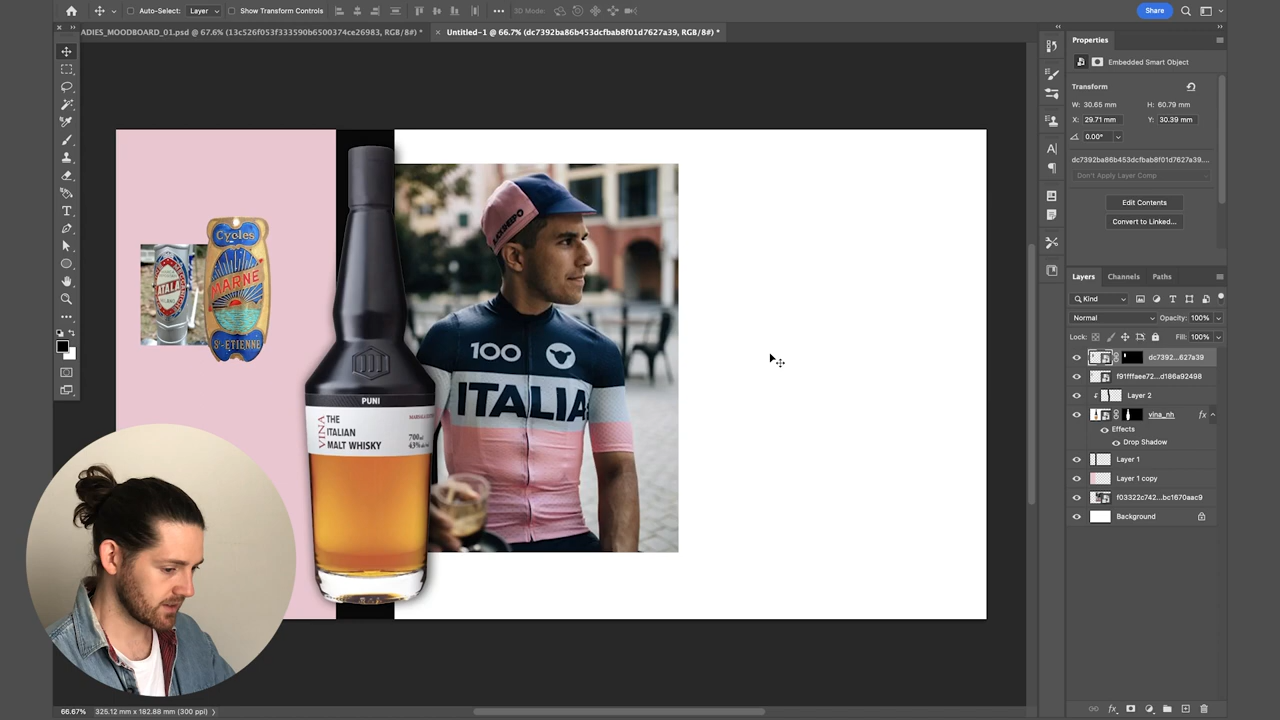 Auto-Select:
Layer
Show Transform Controls
3D Mode:
Share
ADIES_MOODBOARD_01.psd @ 67.6% (13c526f053f333590b6500374ce26983, RGB/8#) *
Untitled-1 @ 66.7% (dc7392ba86b453dcfbab8f01d7627a39, RGB/8#) *
Properties
Embedded Smart Object
Transform
W: 30.65 mm
H: 60.79 mm
X: 29.71 mm
Y: 30.39 mm
0.00°
dc7392ba86b453dcfbab8f01d7627a39....
Don't Apply Layer Comp
Edit Contents
Convert to Linked...
Layers
Channels
Paths
Kind
Normal
Opacity: 100%
Lock:
Fill: 100%
dc7392...627a39
f91fffaee72...d186a92498
Layer 2
vina_nh
fx
Effects
Drop Shadow
Layer 1
Layer 1 copy
f03322c742...bc1670aac9
Background
Cycles
MARNE
ST-ETIENNE
ATALA
100
ITALIA
PUNI
VINA
THE
ITALIAN
MALT WHISKY
700ml
43%
66.67%
325.12 mm x 182.88 mm (300 ppi)